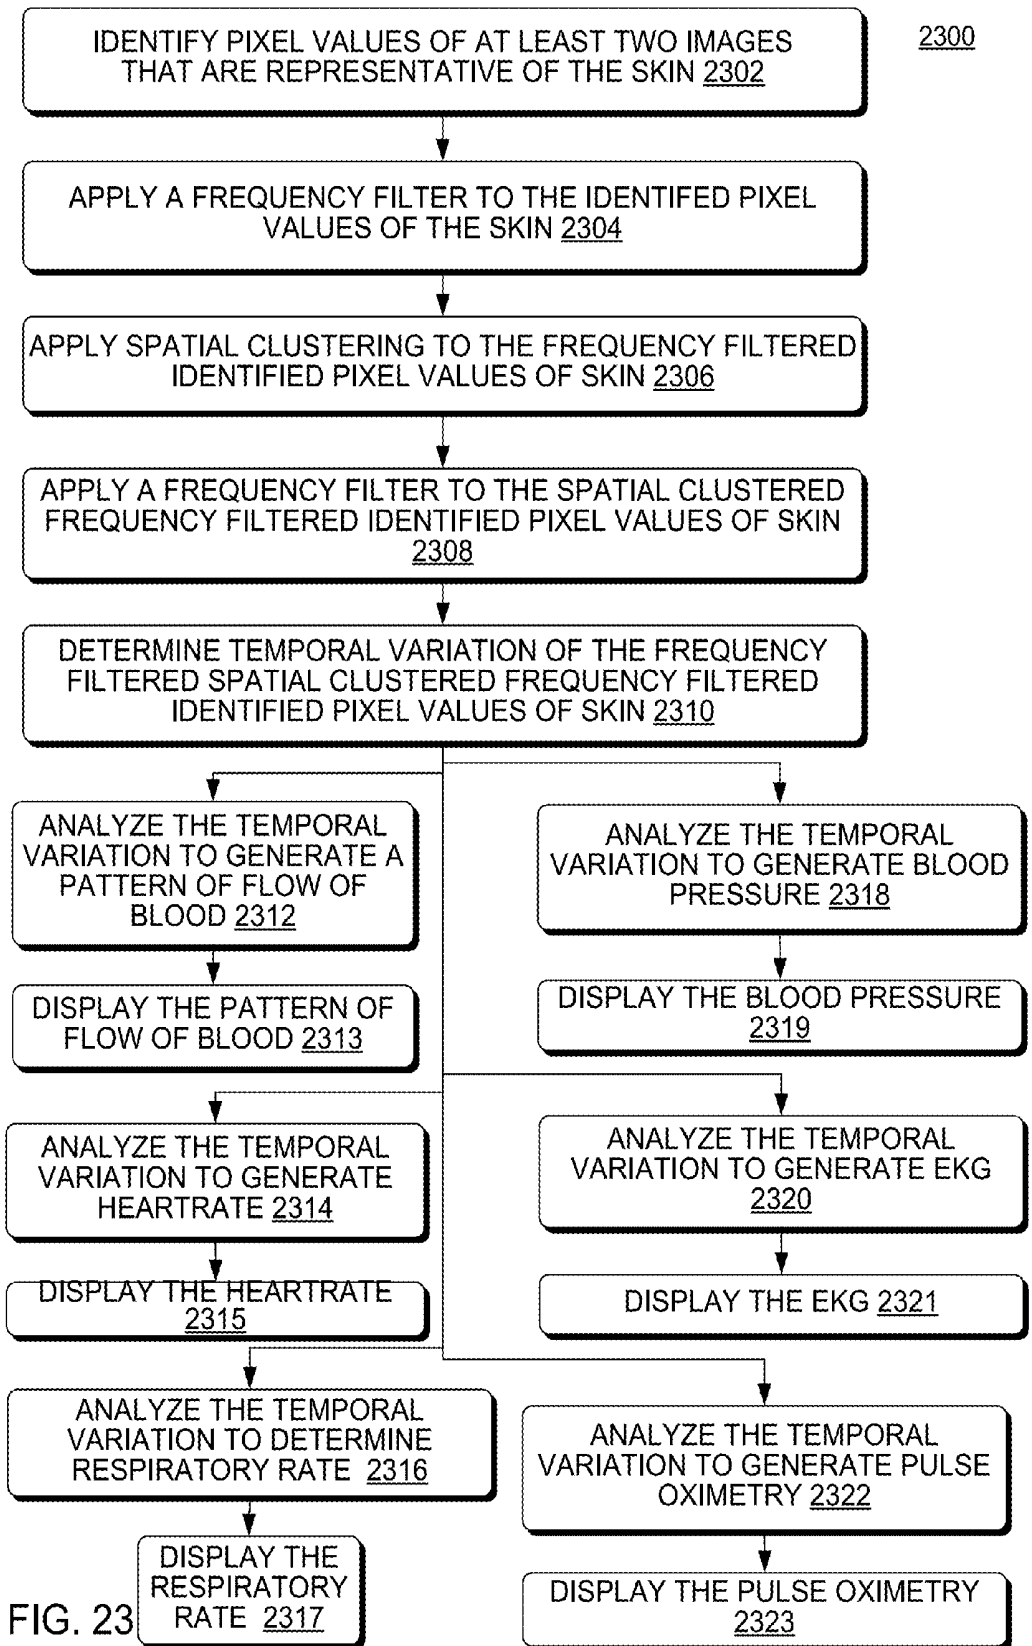 2300
IDENTIFY PIXEL VALUES OF AT LEAST TWO IMAGES
THAT ARE REPRESENTATIVE OF THE SKIN 2302
APPLY A FREQUENCY FILTER TO THE IDENTIFED PIXEL
VALUES OF THE SKIN 2304
APPLY SPATIAL CLUSTERING TO THE FREQUENCY FILTERED
IDENTIFIED PIXEL VALUES OF SKIN 2306
APPLY A FREQUENCY FILTER TO THE SPATIAL CLUSTERED
FREQUENCY FILTERED IDENTIFIED PIXEL VALUES OF SKIN
2308
DETERMINE TEMPORAL VARIATION OF THE FREQUENCY
FILTERED SPATIAL CLUSTERED FREQUENCY FILTERED
IDENTIFIED PIXEL VALUES OF SKIN 2310
ANALYZE THE TEMPORAL
VARIATION TO GENERATE A
PATTERN OF FLOW OF
BLOOD 2312
DISPLAY THE PATTERN OF
FLOW OF BLOOD 2313
ANALYZE THE TEMPORAL
VARIATION TO GENERATE BLOOD
PRESSURE 2318
DISPLAY THE BLOOD PRESSURE
2319
ANALYZE THE TEMPORAL
VARIATION TO GENERATE
HEARTRATE 2314
DISPLAY THE HEARTRATE
2315
ANALYZE THE TEMPORAL
VARIATION TO GENERATE EKG
2320
DISPLAY THE EKG 2321
ANALYZE THE TEMPORAL
VARIATION TO DETERMINE
RESPIRATORY RATE 2316
DISPLAY THE
RESPIRATORY
RATE 2317
ANALYZE THE TEMPORAL
VARIATION TO GENERATE PULSE
OXIMETRY 2322
DISPLAY THE PULSE OXIMETRY
2323
FIG. 23